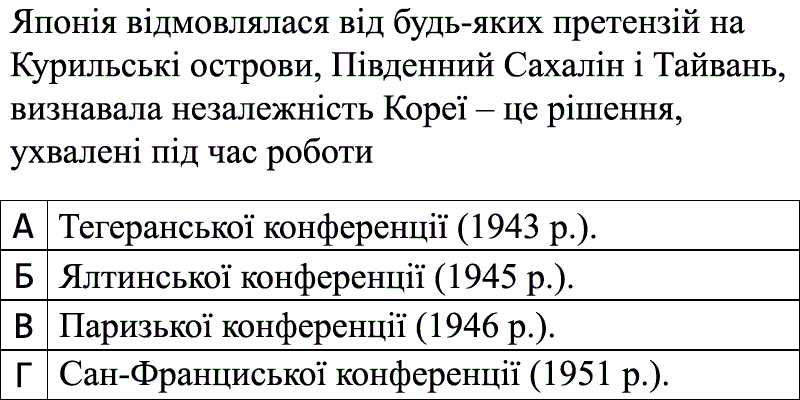 Японія відмовлялася від будь-яких претензій на
Курильські острови, Південний Сахалін і Тайвань,
визнавала незалежність Кореї – це рішення,
ухвалені під час роботи
А Тегеранської конференції (1943 р.).
Б Ялтинської конференції (1945 р.).
В Паризької конференції (1946 р.).
Г Сан-Франциської конференції (1951 р.).